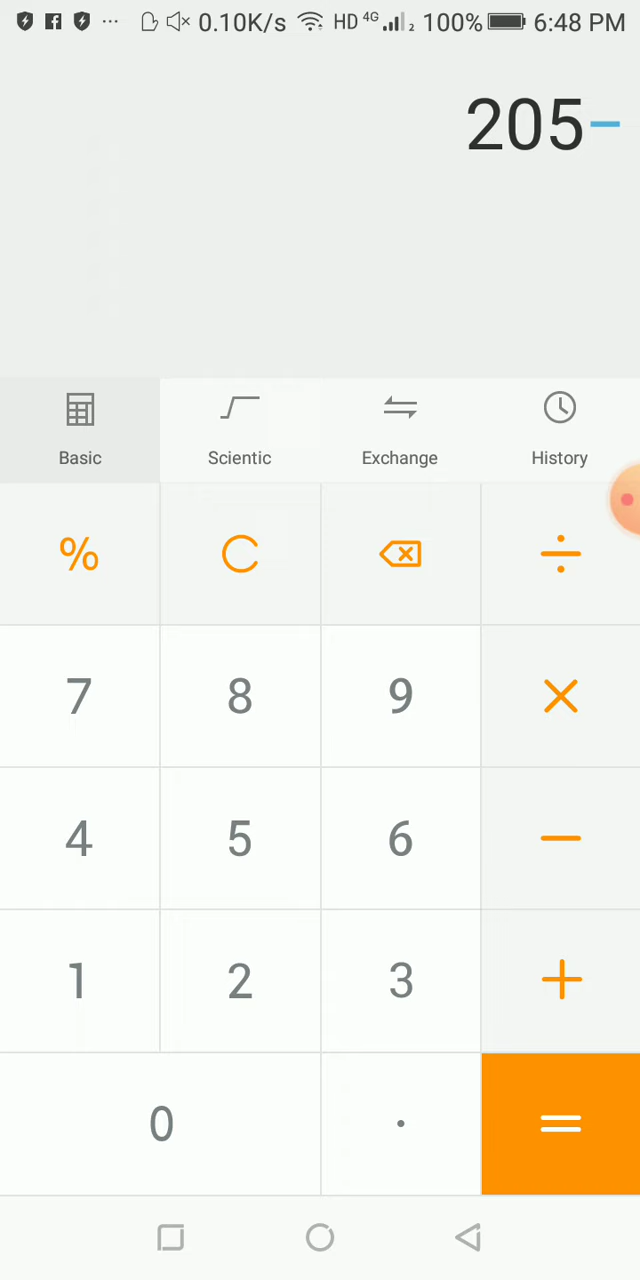 0.10K/s HD 4G 2 100% 6:48 PM
205−
Basic Scientic Exchange History
% C ÷
7 8 9 ×
4 5 6 −
1 2 3 +
0 . =